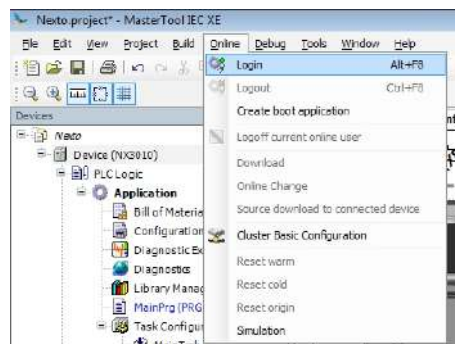 Nexto.project* - MasterTool IEC XE
File Edit View Project Build Online Debug Tools Window Help
Login Alt+F8
Logout Ctrl+F8
Create boot application
Logoff current online user
Download
Online Change
Source download to connected device
Cluster Basic Configuration
Reset warm
Reset cold
Reset origin
Simulation
Devices
Nexto
Device (NX3010)
PLC Logic
Application
Bill of Materia
Configuration
Diagnostic Ex
Diagnostics
Library Manag
MainPrg (PRG
Task Configur